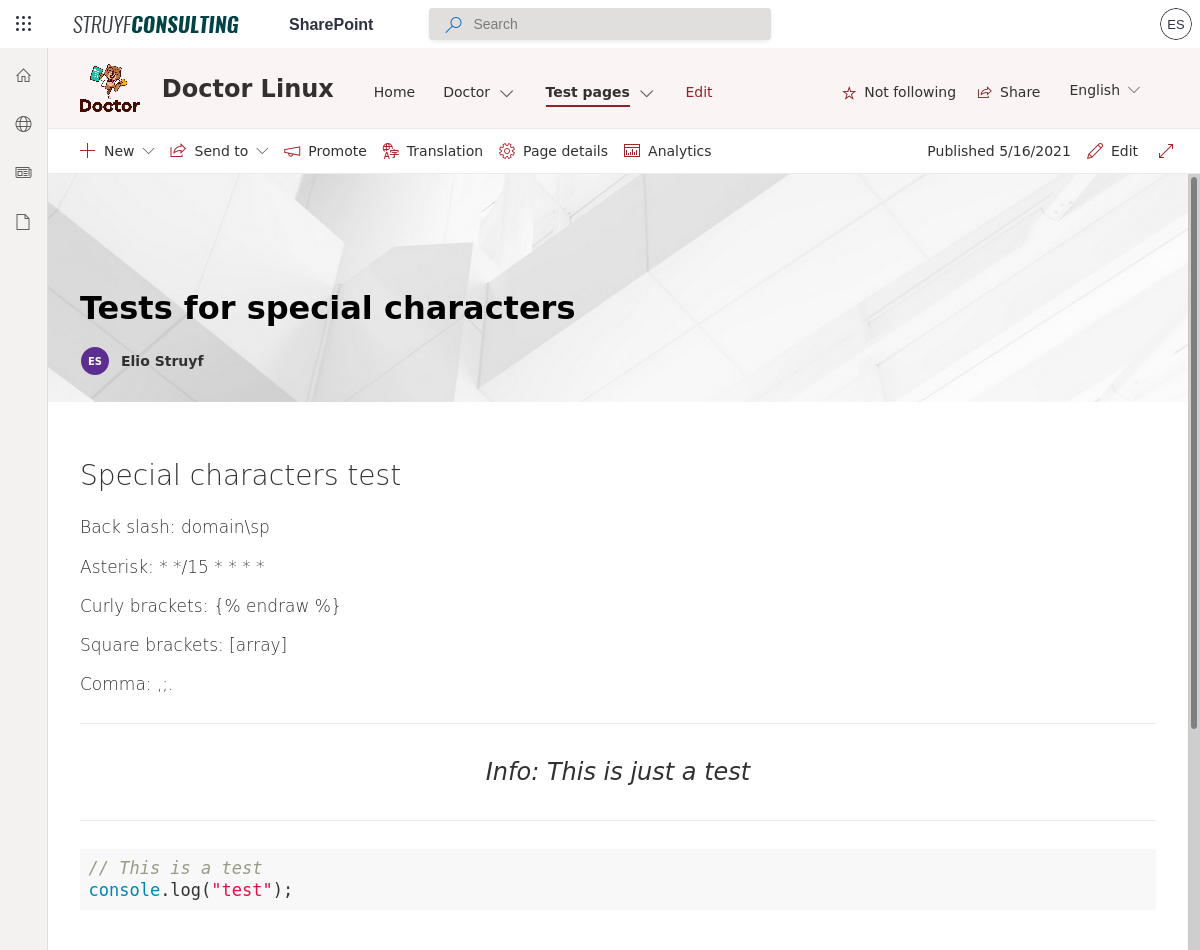 STRUYFCONSULTING SharePoint Search ES
Doctor Doctor Linux Home Doctor Test pages Edit Not following Share English
New Send to Promote Translation Page details Analytics Published 5/16/2021 Edit
Tests for special characters
ES Elio Struyf
Special characters test
Back slash: domain\sp
Asterisk: * */15 * * * *
Curly brackets: {% endraw %}
Square brackets: [array]
Comma: ,;.
Info: This is just a test
// This is a test
console.log("test");